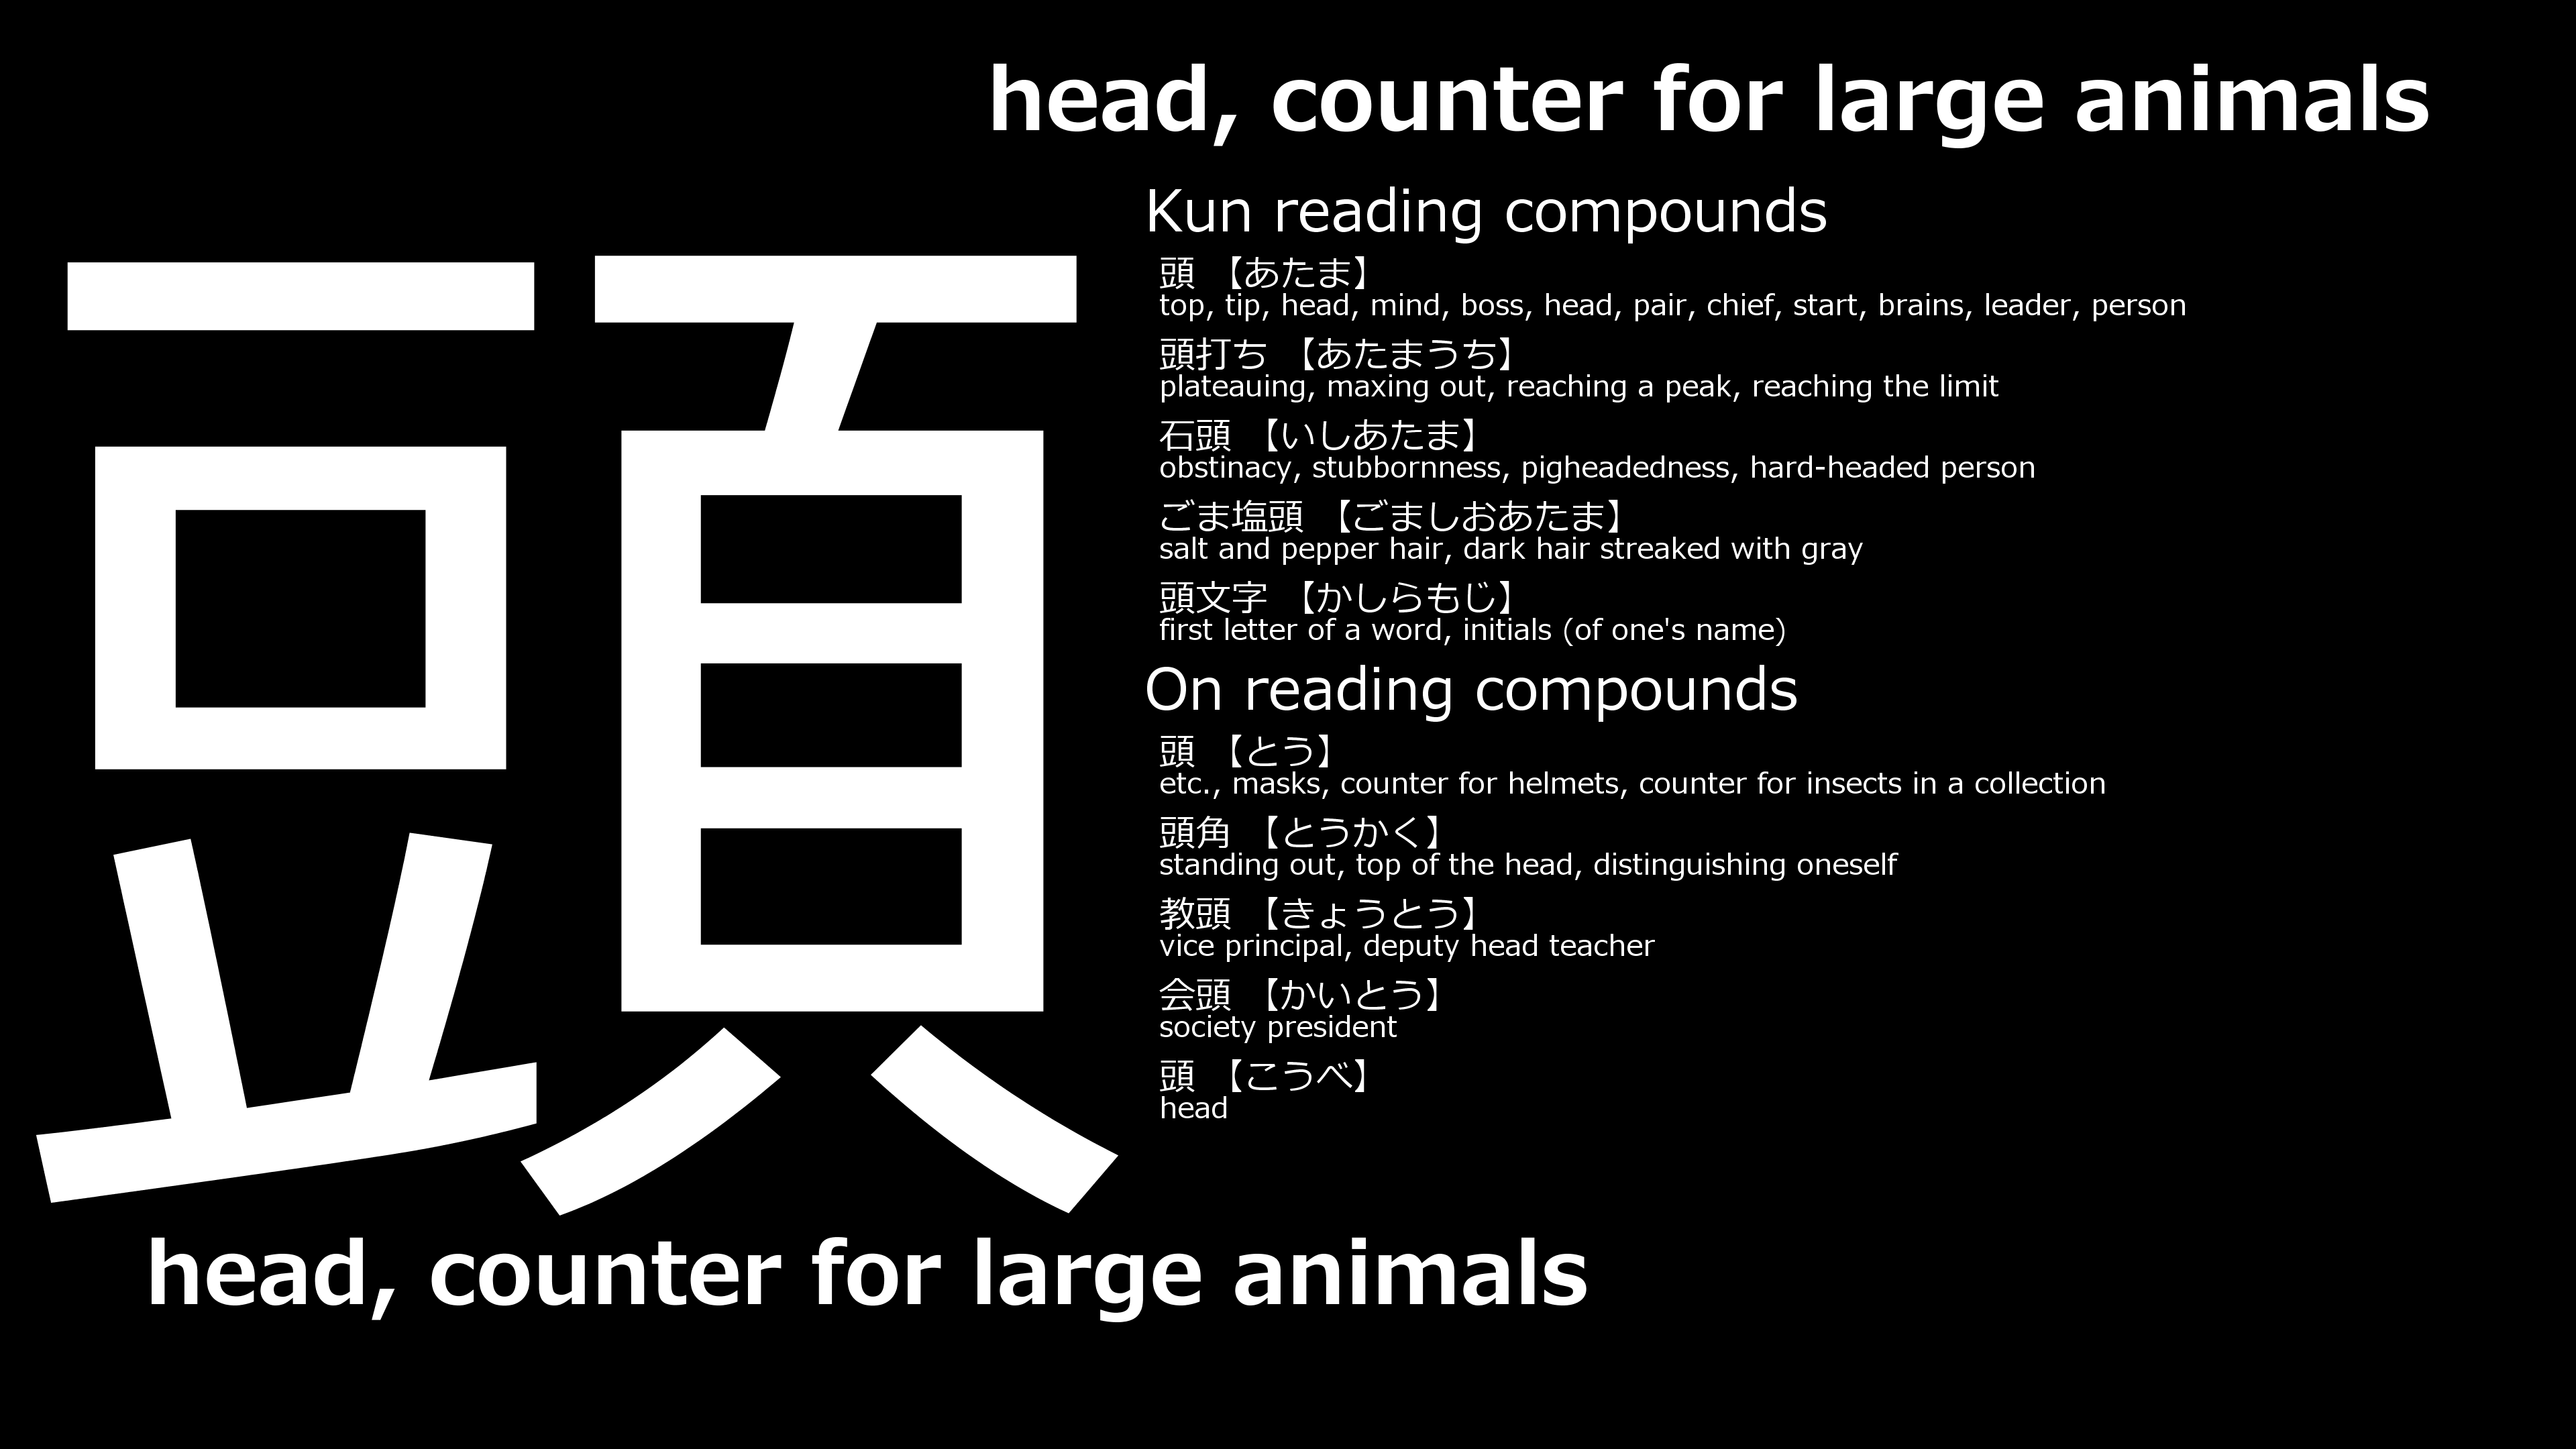 head, counter for large animals
頭
Kun reading compounds
頭 【あたま】
top, tip, head, mind, boss, head, pair, chief, start, brains, leader, person
頭打ち 【あたまうち】
plateauing, maxing out, reaching a peak, reaching the limit
石頭 【いしあたま】
obstinacy, stubbornness, pigheadedness, hard-headed person
ごま塩頭 【ごましおあたま】
salt and pepper hair, dark hair streaked with gray
頭文字 【かしらもじ】
first letter of a word, initials (of one's name)
On reading compounds
頭 【とう】
etc., masks, counter for helmets, counter for insects in a collection
頭角 【とうかく】
standing out, top of the head, distinguishing oneself
教頭 【きょうとう】
vice principal, deputy head teacher
会頭 【かいとう】
society president
頭 【こうべ】
head
head, counter for large animals